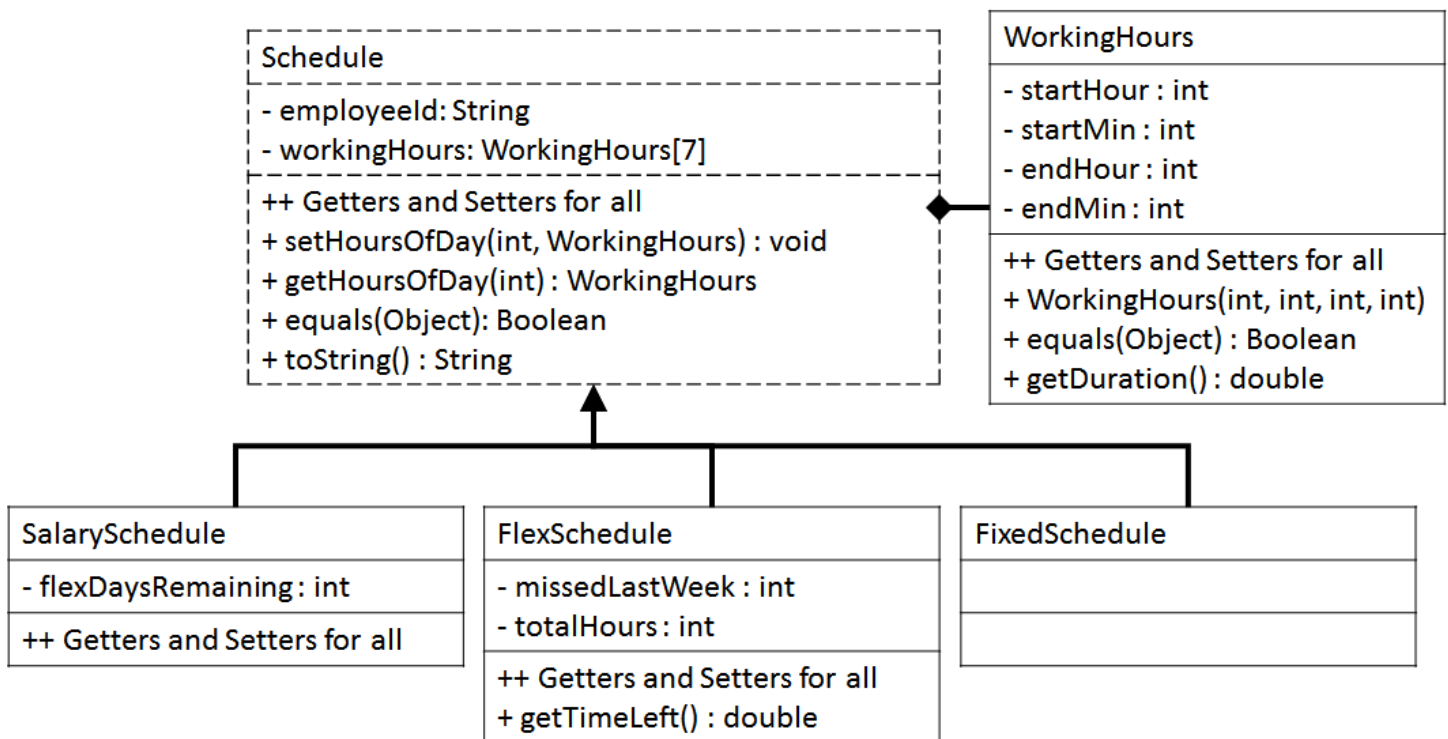 Schedule
- employeeId: String
- workingHours: WorkingHours[7]
++ Getters and Setters for all
+ setHoursOfDay(int, WorkingHours) : void
+ getHoursOfDay(int) : WorkingHours
+ equals(Object): Boolean
+ toString() : String
WorkingHours
- startHour : int
- startMin : int
- endHour : int
- endMin : int
++ Getters and Setters for all
+ WorkingHours(int, int, int, int)
+ equals(Object) : Boolean
+ getDuration() : double
SalarySchedule
- flexDaysRemaining : int
++ Getters and Setters for all
FlexSchedule
- missedLastWeek : int
- totalHours : int
++ Getters and Setters for all
+ getTimeLeft() : double
FixedSchedule